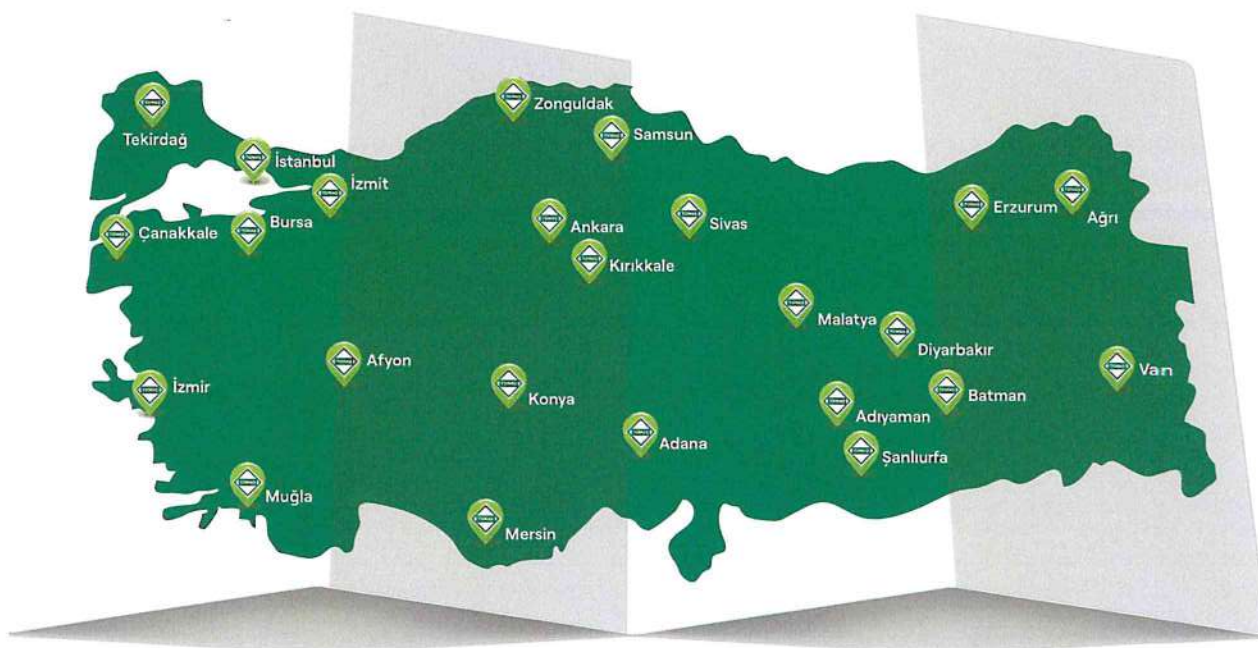 Zonguldak
Tekirdağ
Samsun
İstanbul
İzmit
Çanakkale
Bursa
Ankara
Sivas
Erzurum
Ağrı
Kırıkkale
Malatya
Diyarbakır
Afyon
İzmir
Konya
Van
Batman
Adıyaman
Adana
Şanlıurfa
Muğla
Mersin